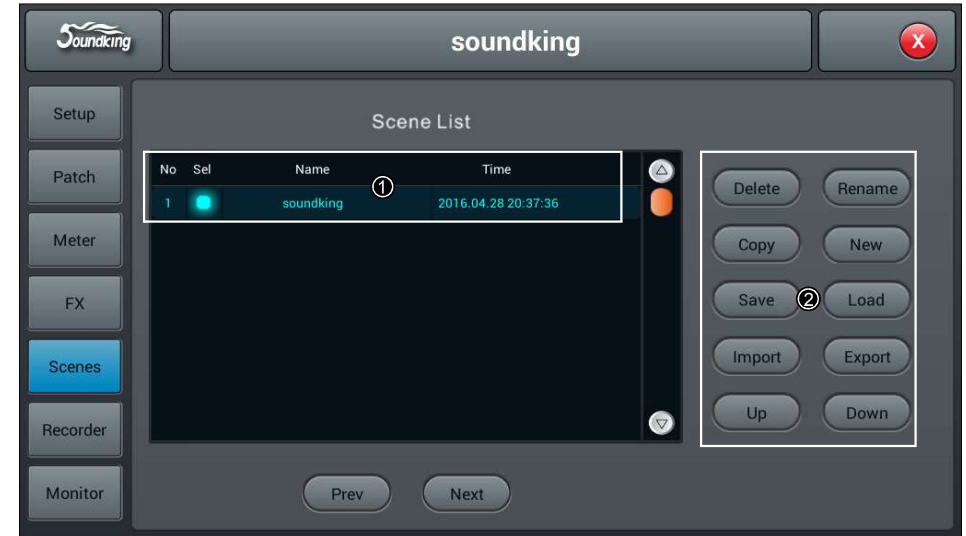 Soundking
soundking
X
Setup
Patch
Meter
FX
Scenes
Recorder
Monitor
Scene List
No Sel Name Time
①
1 soundking 2016.04.28 20:37:36
Delete Rename
Copy New
Save ② Load
Import Export
Up Down
Prev Next